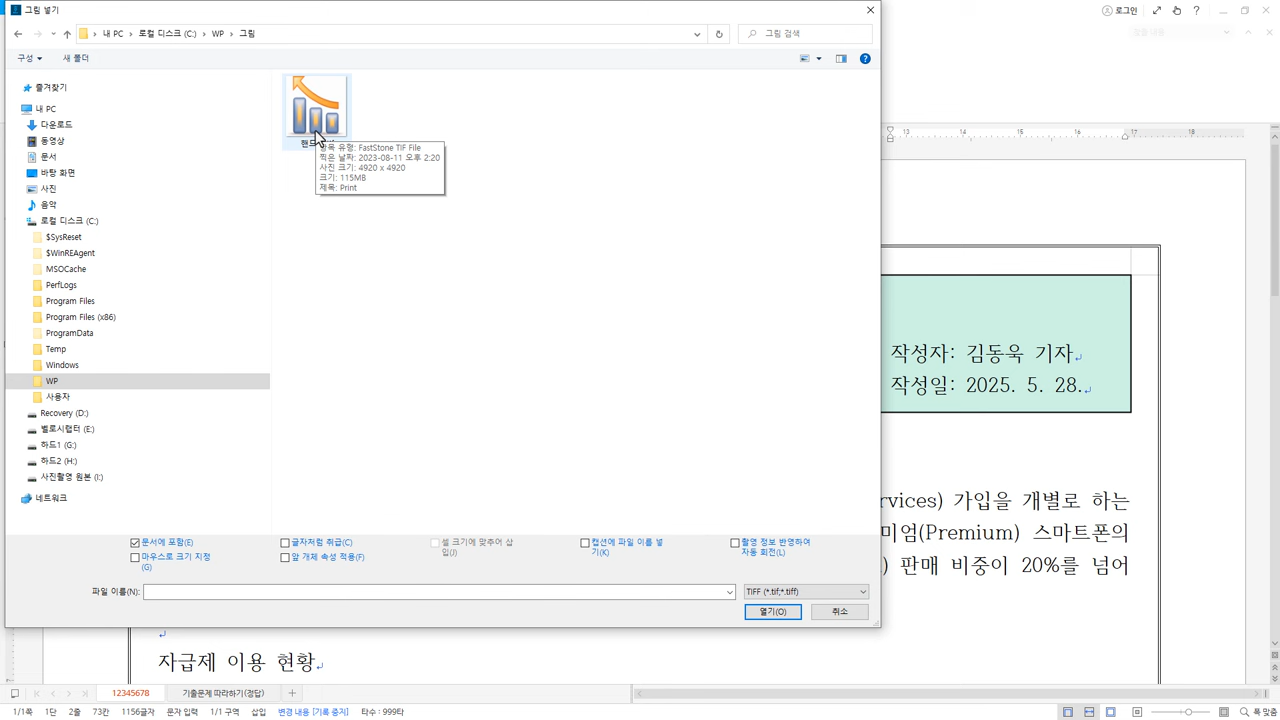 그림 넣기
로그인
내 PC > 로컬 디스크 (C:) > WP > 그림
그림 검색
찾을 내용
구성
새 폴더
즐겨찾기
내 PC
다운로드
동영상
문서
바탕 화면
사진
음악
로컬 디스크 (C:)
$SysReset
$WinREAgent
MSOCache
PerfLogs
Program Files
Program Files (x86)
ProgramData
Temp
Windows
WP
사용자
Recovery (D:)
벨로시랩터 (E:)
하드1 (G:)
하드2 (H:)
사진촬영 원본 (I:)
네트워크
항목 유형: FastStone TIF File
찍은 날짜: 2023-08-11 오후 2:20
사진 크기: 4920 x 4920
크기: 115MB
제목: Print
13 14 15 16 17 18
작성자: 김동욱 기자
작성일: 2025. 5. 28.
rvices) 가입을 개별로 하는
미엄(Premium) 스마트폰의
) 판매 비중이 20%를 넘어
문서에 포함(E)
글자처럼 취급(C)
셀 크기에 맞추어 삽입(J)
캡션에 파일 이름 넣기(K)
촬영 정보 반영하여 자동 회전(L)
마우스로 크기 지정(G)
앞 개체 속성 적용(F)
파일 이름(N):
TIFF (*.tif;*.tiff)
열기(O)
취소
자급제 이용 현황
12345678
기출문제 따라하기(정답)
1/1쪽 1단 2줄 73칸 1156글자 문자 입력 1/1 구역 삽입 변경 내용 [기록 중지] 타수 : 999타
폭 맞춤